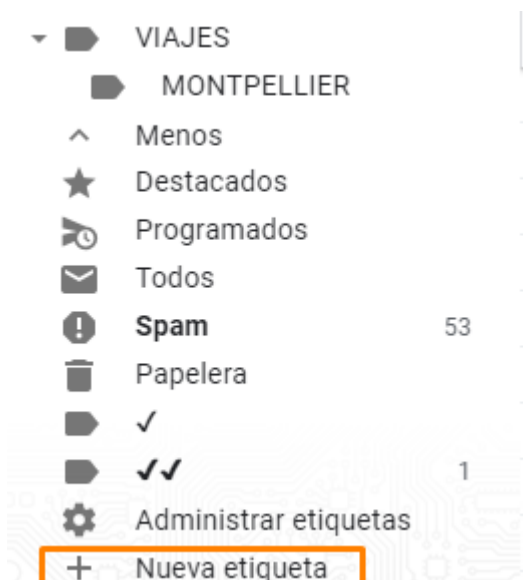 VIAJES
MONTPELLIER
Menos
Destacados
Programados
Todos
Spam 53
Papelera
✓
✔✔ 1
Administrar etiquetas
+ Nueva etiqueta